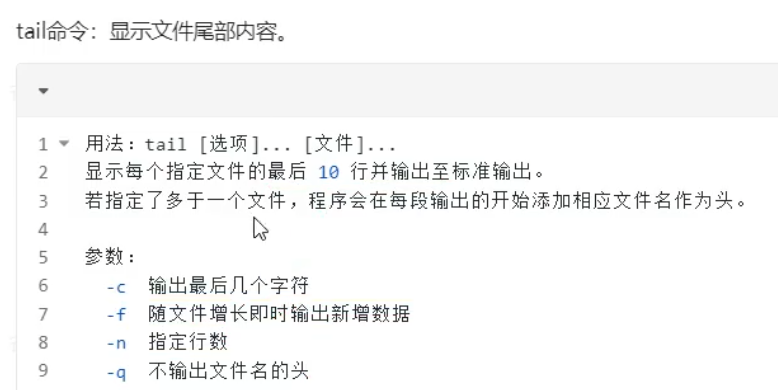 tail命令：显示文件尾部内容。
1 用法：tail [选项]... [文件]...
2 显示每个指定文件的最后 10 行并输出至标准输出。
3 若指定了多于一个文件，程序会在每段输出的开始添加相应文件名作为头。
4
5 参数：
6 -c 输出最后几个字符
7 -f 随文件增长即时输出新增数据
8 -n 指定行数
9 -q 不输出文件名的头